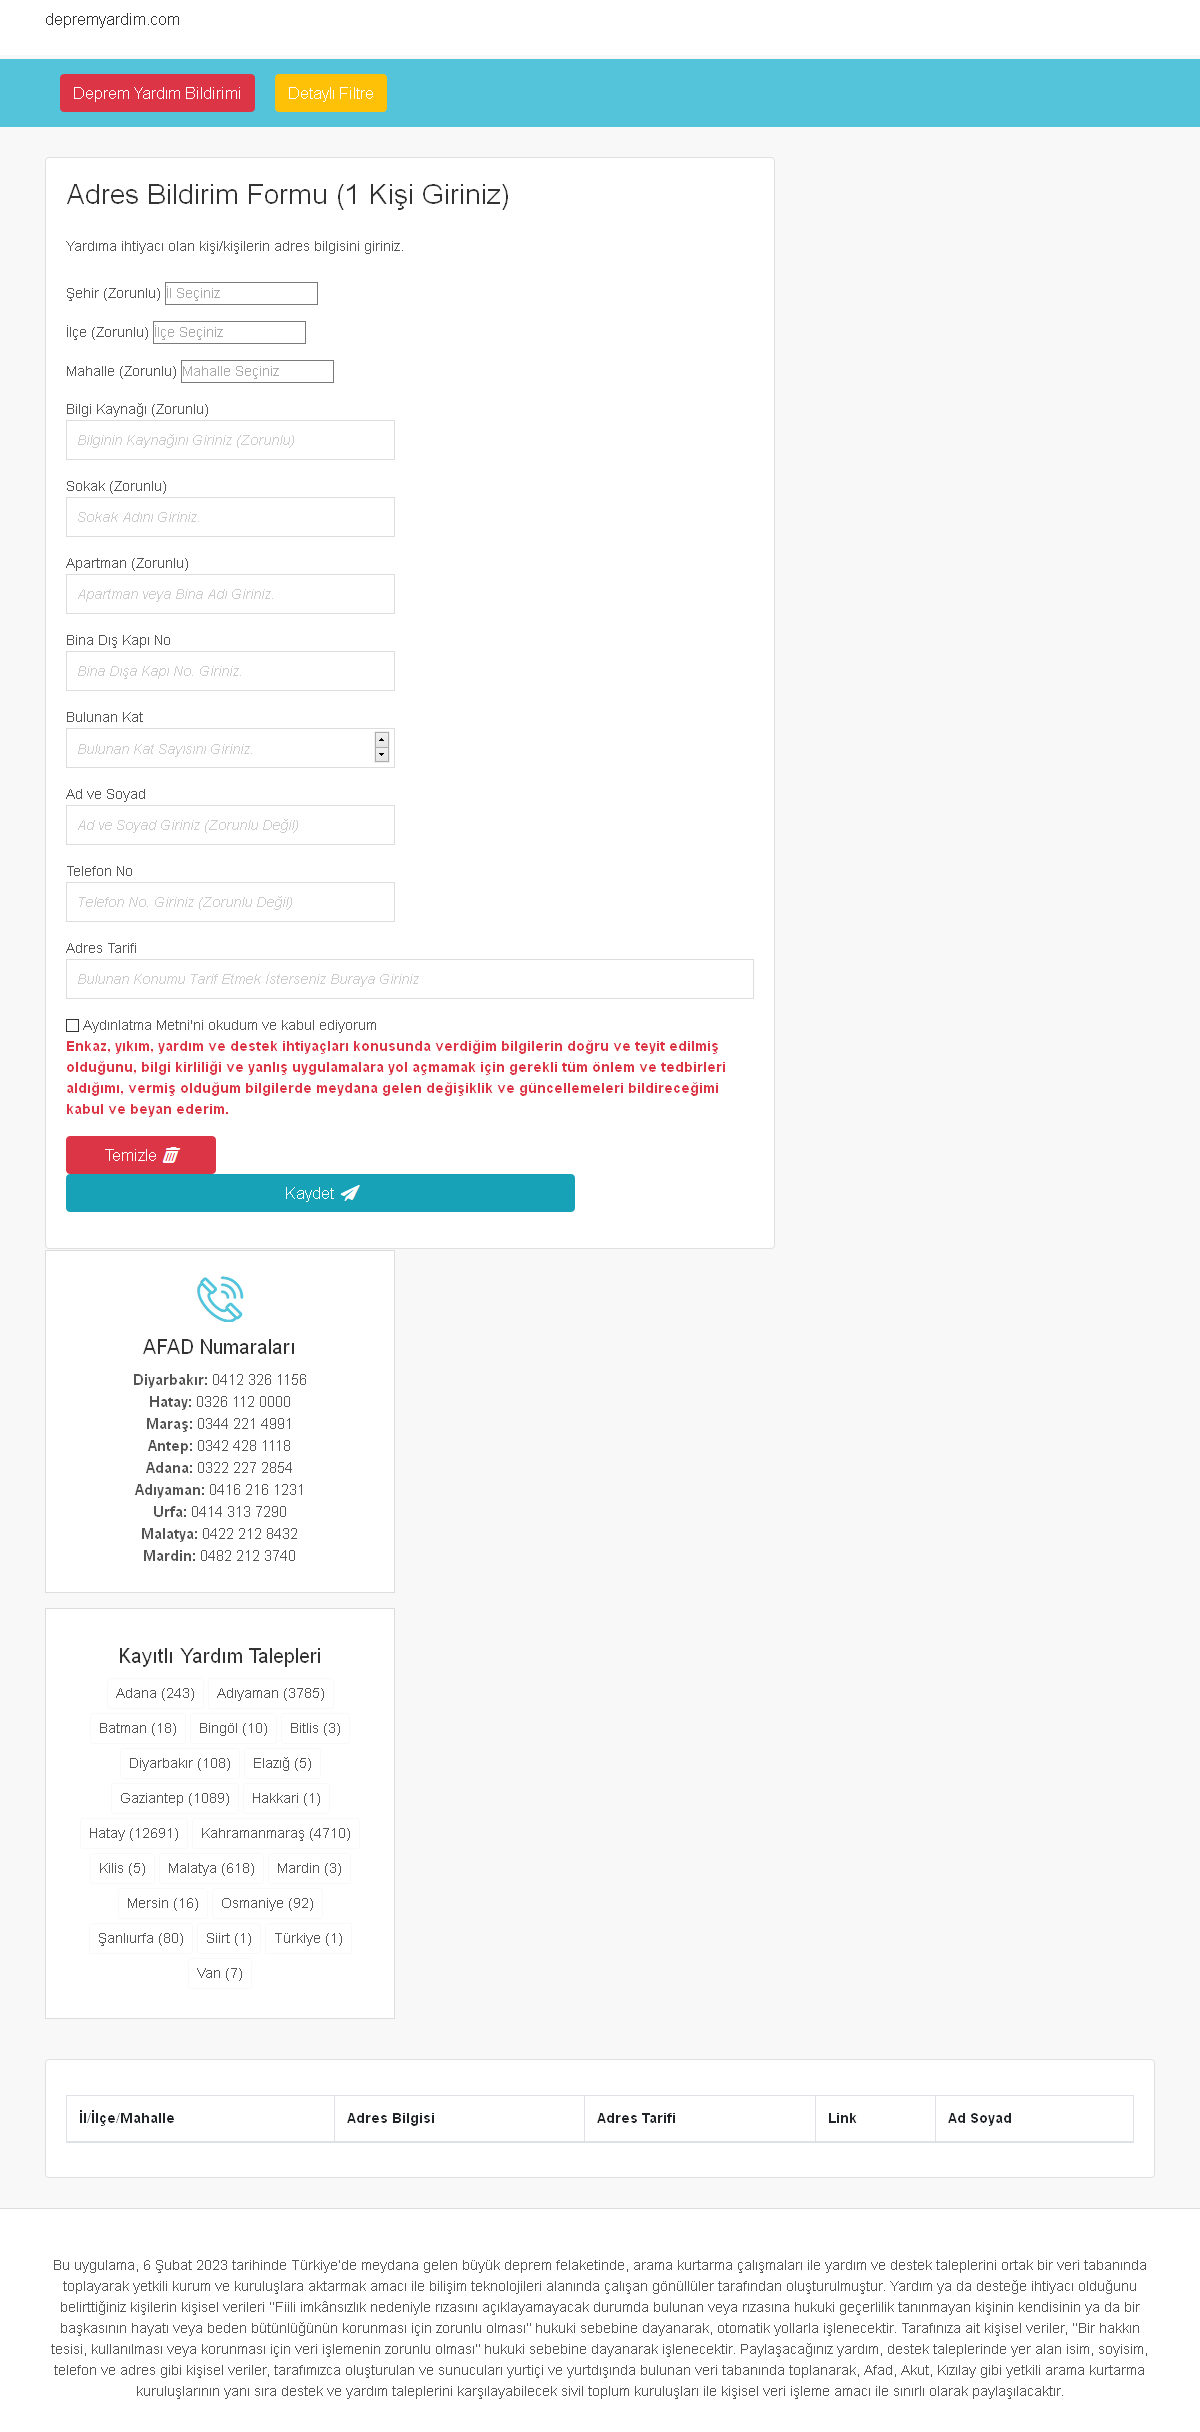 depremyardim.com
Deprem Yardım Bildirimi
Detaylı Filtre
Adres Bildirim Formu (1 Kişi Giriniz)
Yardıma ihtiyacı olan kişi/kişilerin adres bilgisini giriniz.
Şehir (Zorunlu) İl Seçiniz
İlçe (Zorunlu) İlçe Seçiniz
Mahalle (Zorunlu) Mahalle Seçiniz
Bilgi Kaynağı (Zorunlu)
Bilginin Kaynağını Giriniz (Zorunlu)
Sokak (Zorunlu)
Sokak Adını Giriniz.
Apartman (Zorunlu)
Apartman veya Bina Adı Giriniz.
Bina Dış Kapı No
Bina Dışa Kapı No. Giriniz.
Bulunan Kat
Bulunan Kat Sayısını Giriniz.
Ad ve Soyad
Ad ve Soyad Giriniz (Zorunlu Değil)
Telefon No
Telefon No. Giriniz (Zorunlu Değil)
Adres Tarifi
Bulunan Konumu Tarif Etmek İsterseniz Buraya Giriniz
Aydınlatma Metni'ni okudum ve kabul ediyorum
Enkaz, yıkım, yardım ve destek ihtiyaçları konusunda verdiğim bilgilerin doğru ve teyit edilmiş
olduğunu, bilgi kirliliği ve yanlış uygulamalara yol açmamak için gerekli tüm önlem ve tedbirleri
aldığımı, vermiş olduğum bilgilerde meydana gelen değişiklik ve güncellemeleri bildireceğimi
kabul ve beyan ederim.
Temizle
Kaydet
AFAD Numaraları
Diyarbakır: 0412 326 1156
Hatay: 0326 112 0000
Maraş: 0344 221 4991
Antep: 0342 428 1118
Adana: 0322 227 2854
Adıyaman: 0416 216 1231
Urfa: 0414 313 7290
Malatya: 0422 212 8432
Mardin: 0482 212 3740
Kayıtlı Yardım Talepleri
Adana (243) Adıyaman (3785)
Batman (18) Bingöl (10) Bitlis (3)
Diyarbakır (108) Elazığ (5)
Gaziantep (1089) Hakkari (1)
Hatay (12691) Kahramanmaraş (4710)
Kilis (5) Malatya (618) Mardin (3)
Mersin (16) Osmaniye (92)
Şanlıurfa (80) Siirt (1) Türkiye (1)
Van (7)
İl/İlçe/Mahalle Adres Bilgisi Adres Tarifi Link Ad Soyad
Bu uygulama, 6 Şubat 2023 tarihinde Türkiye'de meydana gelen büyük deprem felaketinde, arama kurtarma çalışmaları ile yardım ve destek taleplerini ortak bir veri tabanında
toplayarak yetkili kurum ve kuruluşlara aktarmak amacı ile bilişim teknolojileri alanında çalışan gönüllüler tarafından oluşturulmuştur. Yardım ya da desteğe ihtiyacı olduğunu
belirttiğiniz kişilerin kişisel verileri "Fiili imkânsızlık nedeniyle rızasını açıklayamayacak durumda bulunan veya rızasına hukuki geçerlilik tanınmayan kişinin kendisinin ya da bir
başkasının hayatı veya beden bütünlüğünün korunması için zorunlu olması" hukuki sebebine dayanarak, otomatik yollarla işlenecektir. Tarafınıza ait kişisel veriler, "Bir hakkın
tesisi, kullanılması veya korunması için veri işlemenin zorunlu olması" hukuki sebebine dayanarak işlenecektir. Paylaşacağınız yardım, destek taleplerinde yer alan isim, soyisim,
telefon ve adres gibi kişisel veriler, tarafımızca oluşturulan ve sunucuları yurtiçi ve yurtdışında bulunan veri tabanında toplanarak, Afad, Akut, Kızılay gibi yetkili arama kurtarma
kuruluşlarının yanı sıra destek ve yardım taleplerini karşılayabilecek sivil toplum kuruluşları ile kişisel veri işleme amacı ile sınırlı olarak paylaşılacaktır.